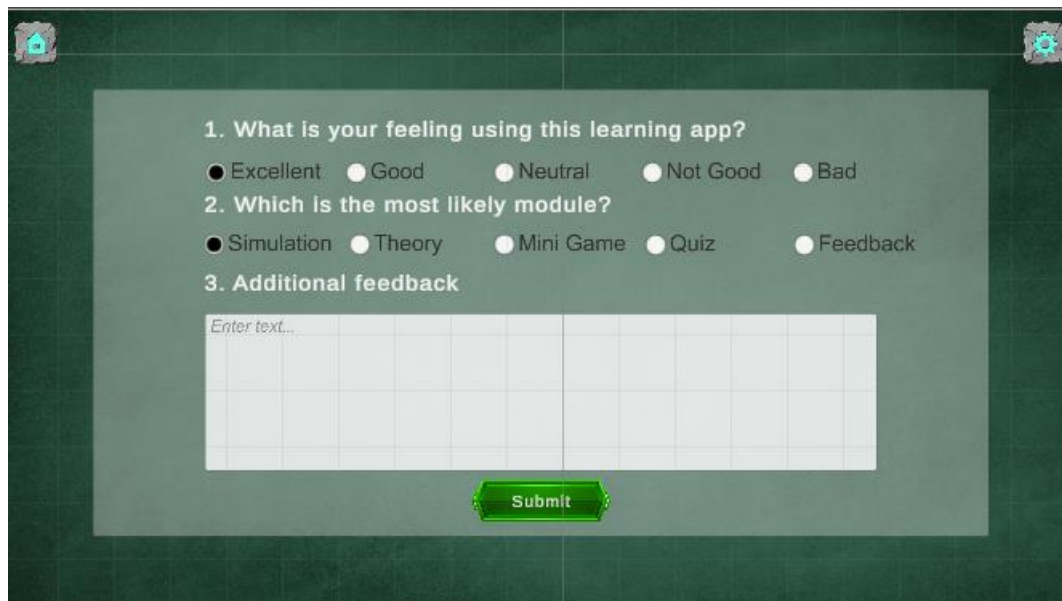 1. What is your feeling using this learning app?
Excellent Good Neutral Not Good Bad
2. Which is the most likely module?
Simulation Theory Mini Game Quiz Feedback
3. Additional feedback
Enter text...
Submit